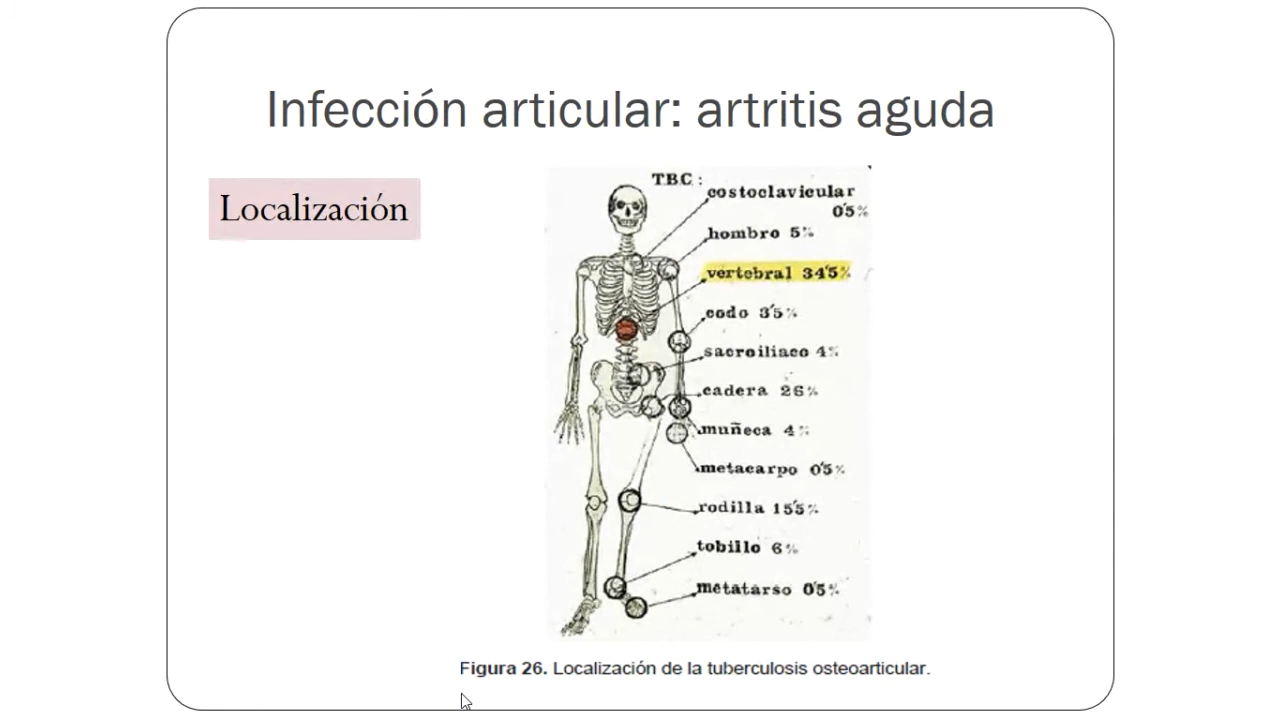 Infección articular: artritis aguda
Localización
TBC:
costoclavicular
0'5%
hombro 5%
vertebral 34'5%
codo 3'5%
sacroiliaco 4%
cadera 26%
muñeca 4%
metacarpo 0'5%
rodilla 15'5%
tobillo 6%
metatarso 0'5%
Figura 26. Localización de la tuberculosis osteoarticular.